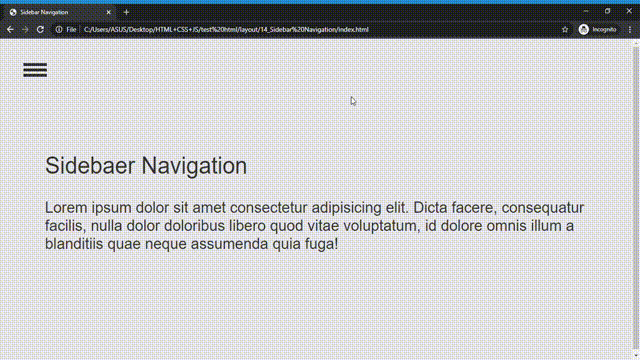 Sidebar Navigation
File C:/Users/ASUS/Desktop/HTML+CSS+JS/test%20html/layout/14_Sidebar%20Navigation/index.html Incognito
Sidebaer Navigation
Lorem ipsum dolor sit amet consectetur adipisicing elit. Dicta facere, consequatur
facilis, nulla dolor doloribus libero quod vitae voluptatum, id dolore omnis illum a
blanditiis quae neque assumenda quia fuga!